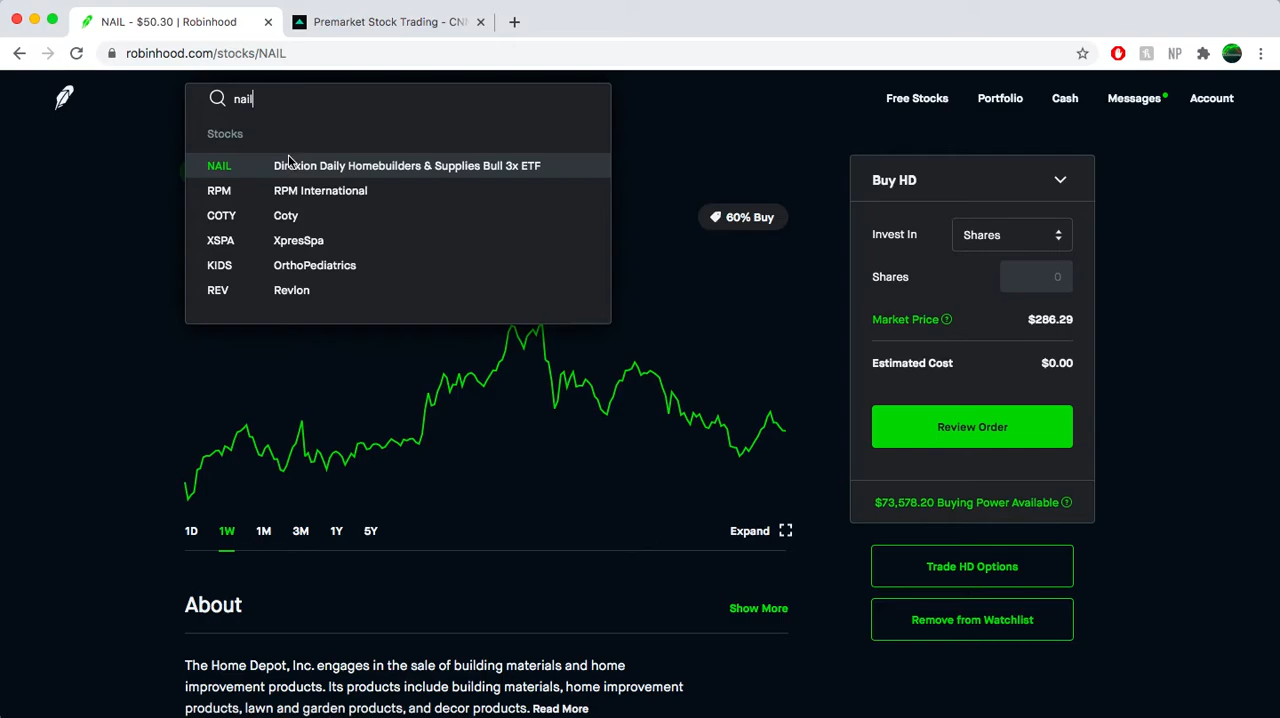 NAIL - $50.30 | Robinhood
Premarket Stock Trading - CNN
robinhood.com/stocks/NAIL
NP
nail
Free Stocks
Portfolio
Cash
Messages
Account
Stocks
NAIL Direxion Daily Homebuilders & Supplies Bull 3x ETF
RPM RPM International
COTY Coty
XSPA XpresSpa
KIDS OrthoPediatrics
REV Revlon
60% Buy
Buy HD
Invest In Shares
Shares 0
Market Price $286.29
Estimated Cost $0.00
Review Order
$73,578.20 Buying Power Available
Trade HD Options
Remove from Watchlist
1D 1W 1M 3M 1Y 5Y
Expand
About
Show More
The Home Depot, Inc. engages in the sale of building materials and home
improvement products. Its products include building materials, home improvement
products, lawn and garden products, and decor products. Read More